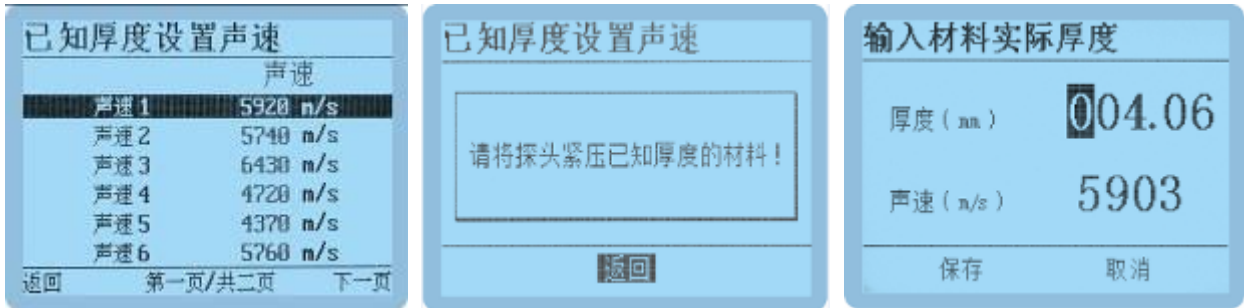 已知厚度设置声速
声速
声速1 5920 m/s
声速2 5740 m/s
声速3 6430 m/s
声速4 4720 m/s
声速5 4370 m/s
声速6 5760 m/s
返回 第一页/共二页 下一页
已知厚度设置声速
请将探头紧压已知厚度的材料！
返回
输入材料实际厚度
厚度（mm） 004.06
声速（m/s） 5903
保存 取消